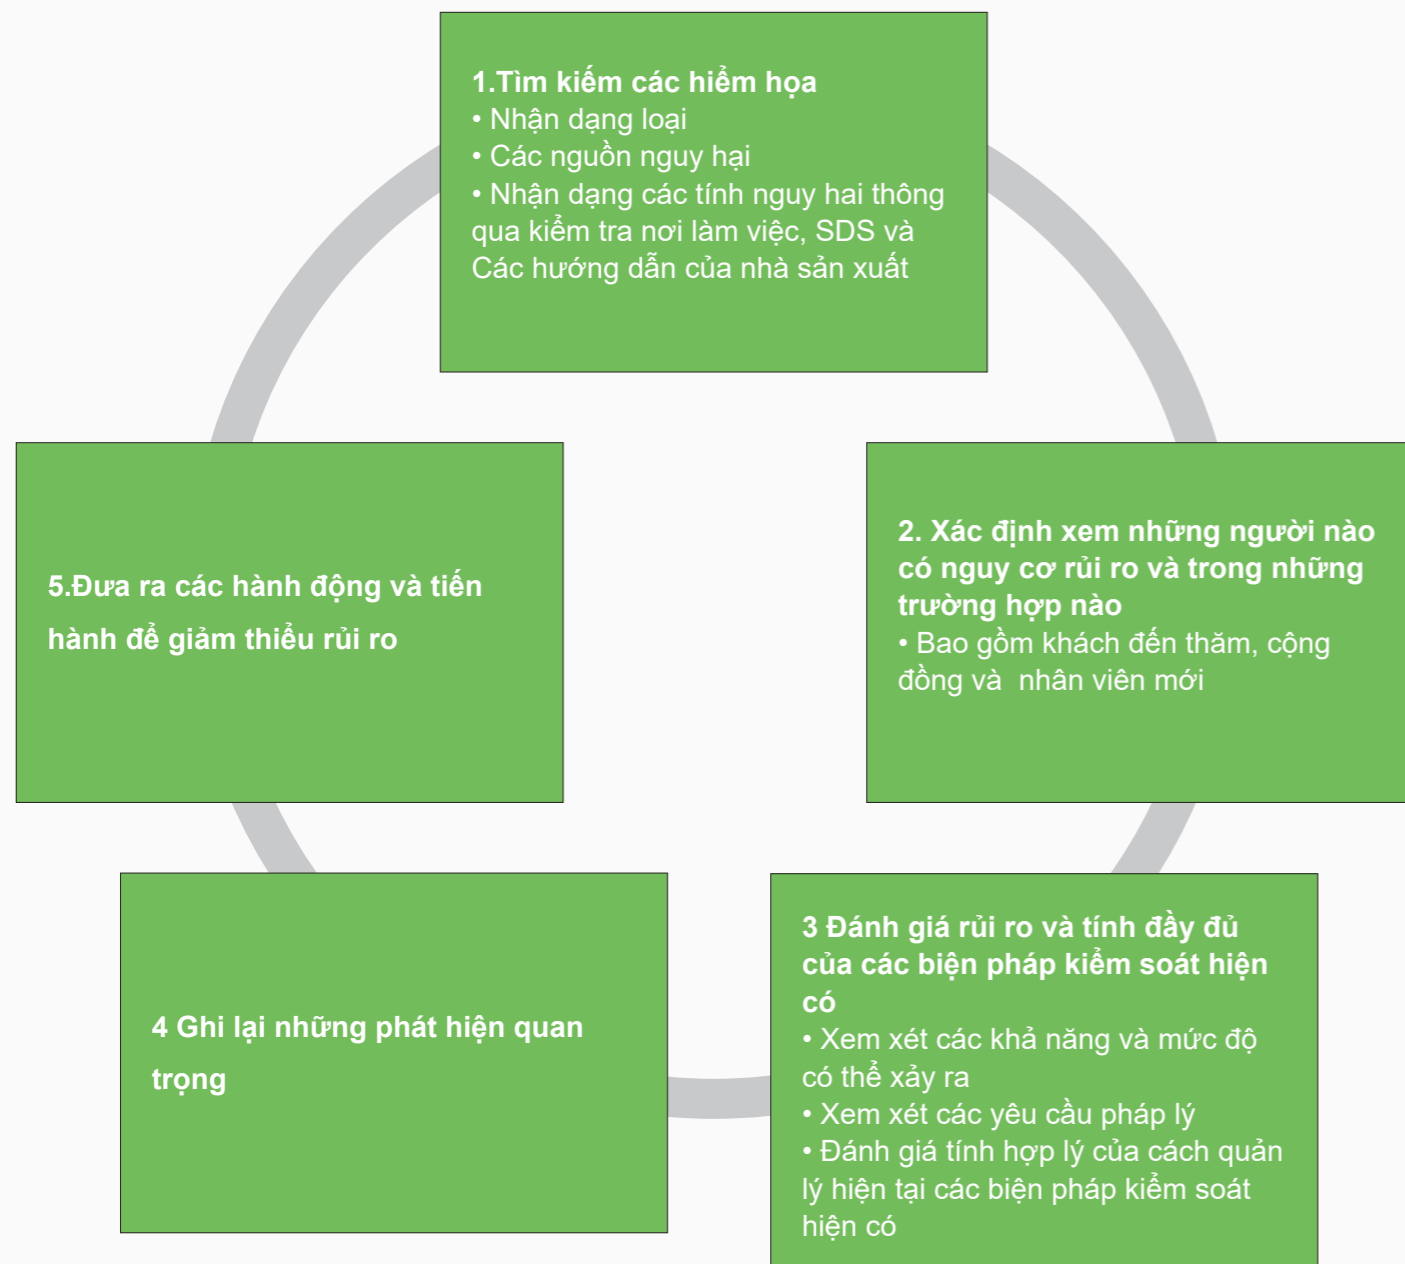 1.Tìm kiếm các hiểm họa
• Nhận dạng loại
• Các nguồn nguy hại
• Nhận dạng các tính nguy hai thông
qua kiểm tra nơi làm việc, SDS và
Các hướng dẫn của nhà sản xuất
2. Xác định xem những người nào
có nguy cơ rủi ro và trong những
trường hợp nào
• Bao gồm khách đến thăm, cộng
đồng và  nhân viên mới
3 Đánh giá rủi ro và tính đầy đủ
của các biện pháp kiểm soát hiện
có
• Xem xét các khả năng và mức độ
có thể xảy ra
• Xem xét các yêu cầu pháp lý
• Đánh giá tính hợp lý của cách quản
lý hiện tại các biện pháp kiểm soát
hiện có
4 Ghi lại những phát hiện quan
trọng
5.Đưa ra các hành động và tiến
hành để giảm thiểu rủi ro